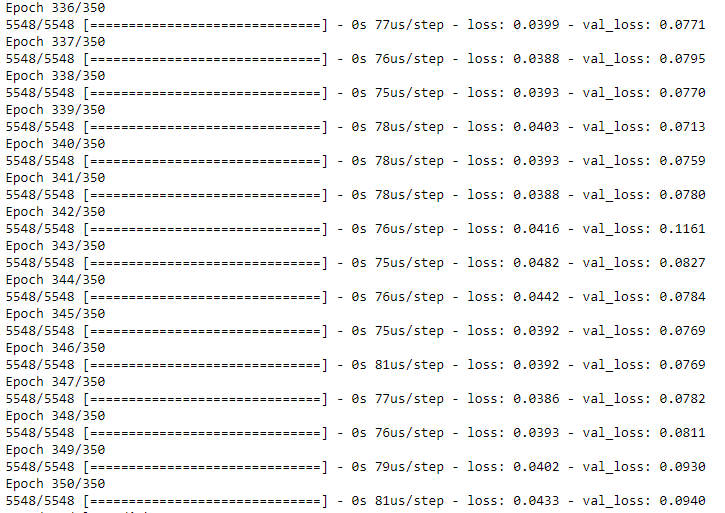 Epoch 336/350
5548/5548 [==============================] - 0s 77us/step - loss: 0.0399 - val_loss: 0.0771
Epoch 337/350
5548/5548 [==============================] - 0s 76us/step - loss: 0.0388 - val_loss: 0.0795
Epoch 338/350
5548/5548 [==============================] - 0s 75us/step - loss: 0.0393 - val_loss: 0.0770
Epoch 339/350
5548/5548 [==============================] - 0s 78us/step - loss: 0.0403 - val_loss: 0.0713
Epoch 340/350
5548/5548 [==============================] - 0s 78us/step - loss: 0.0393 - val_loss: 0.0759
Epoch 341/350
5548/5548 [==============================] - 0s 78us/step - loss: 0.0388 - val_loss: 0.0780
Epoch 342/350
5548/5548 [==============================] - 0s 76us/step - loss: 0.0416 - val_loss: 0.1161
Epoch 343/350
5548/5548 [==============================] - 0s 75us/step - loss: 0.0482 - val_loss: 0.0827
Epoch 344/350
5548/5548 [==============================] - 0s 76us/step - loss: 0.0442 - val_loss: 0.0784
Epoch 345/350
5548/5548 [==============================] - 0s 75us/step - loss: 0.0392 - val_loss: 0.0769
Epoch 346/350
5548/5548 [==============================] - 0s 81us/step - loss: 0.0392 - val_loss: 0.0769
Epoch 347/350
5548/5548 [==============================] - 0s 77us/step - loss: 0.0386 - val_loss: 0.0782
Epoch 348/350
5548/5548 [==============================] - 0s 76us/step - loss: 0.0393 - val_loss: 0.0811
Epoch 349/350
5548/5548 [==============================] - 0s 79us/step - loss: 0.0402 - val_loss: 0.0930
Epoch 350/350
5548/5548 [==============================] - 0s 81us/step - loss: 0.0433 - val_loss: 0.0940